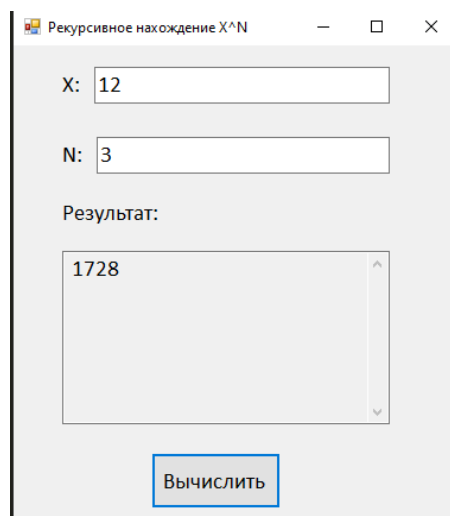 Рекурсивное нахождение X^N
X: 12
N: 3
Результат:
1728
Вычислить